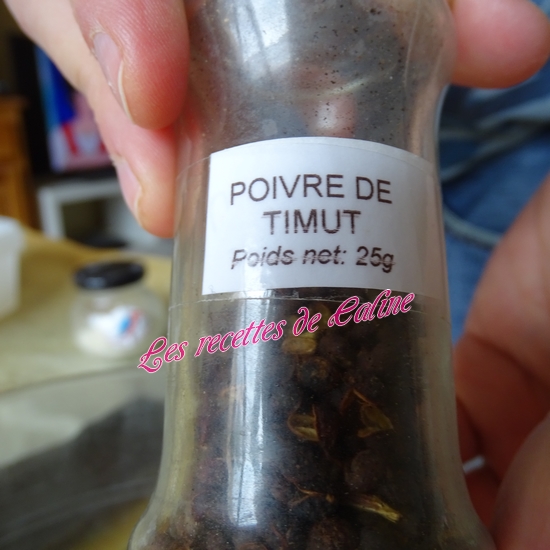 POIVRE DE
TIMUT
Poids net: 25g
Les recettes de Caline